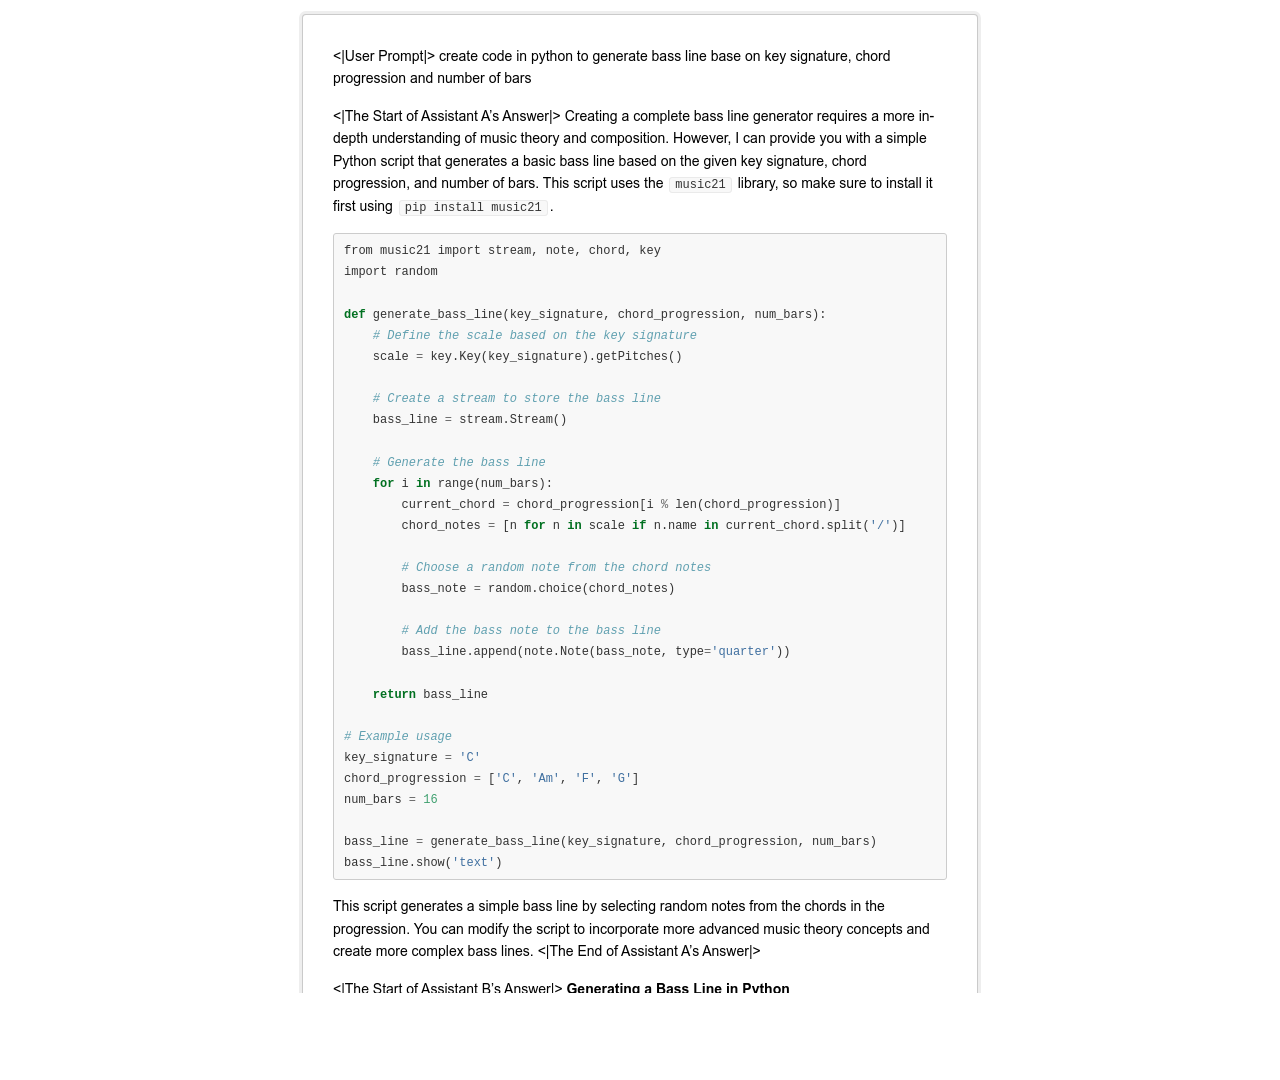 <|User Prompt|> create code in python to generate bass line base on key signature, chord
progression and number of bars
<|The Start of Assistant A’s Answer|> Creating a complete bass line generator requires a more in-
depth understanding of music theory and composition. However, I can provide you with a simple
Python script that generates a basic bass line based on the given key signature, chord
progression, and number of bars. This script uses the music21 library, so make sure to install it
first using pip install music21 .
from music21 import stream, note, chord, key
import random
def generate_bass_line(key_signature, chord_progression, num_bars):
    # Define the scale based on the key signature
    scale = key.Key(key_signature).getPitches()
    # Create a stream to store the bass line
    bass_line = stream.Stream()
    # Generate the bass line
    for i in range(num_bars):
        current_chord = chord_progression[i % len(chord_progression)]
        chord_notes = [n for n in scale if n.name in current_chord.split('/')]
        # Choose a random note from the chord notes
        bass_note = random.choice(chord_notes)
        # Add the bass note to the bass line
        bass_line.append(note.Note(bass_note, type='quarter'))
    return bass_line
# Example usage
key_signature = 'C'
chord_progression = ['C', 'Am', 'F', 'G']
num_bars = 16
bass_line = generate_bass_line(key_signature, chord_progression, num_bars)
bass_line.show('text')
This script generates a simple bass line by selecting random notes from the chords in the
progression. You can modify the script to incorporate more advanced music theory concepts and
create more complex bass lines. <|The End of Assistant A’s Answer|>
<|The Start of Assistant B’s Answer|> Generating a Bass Line in Python